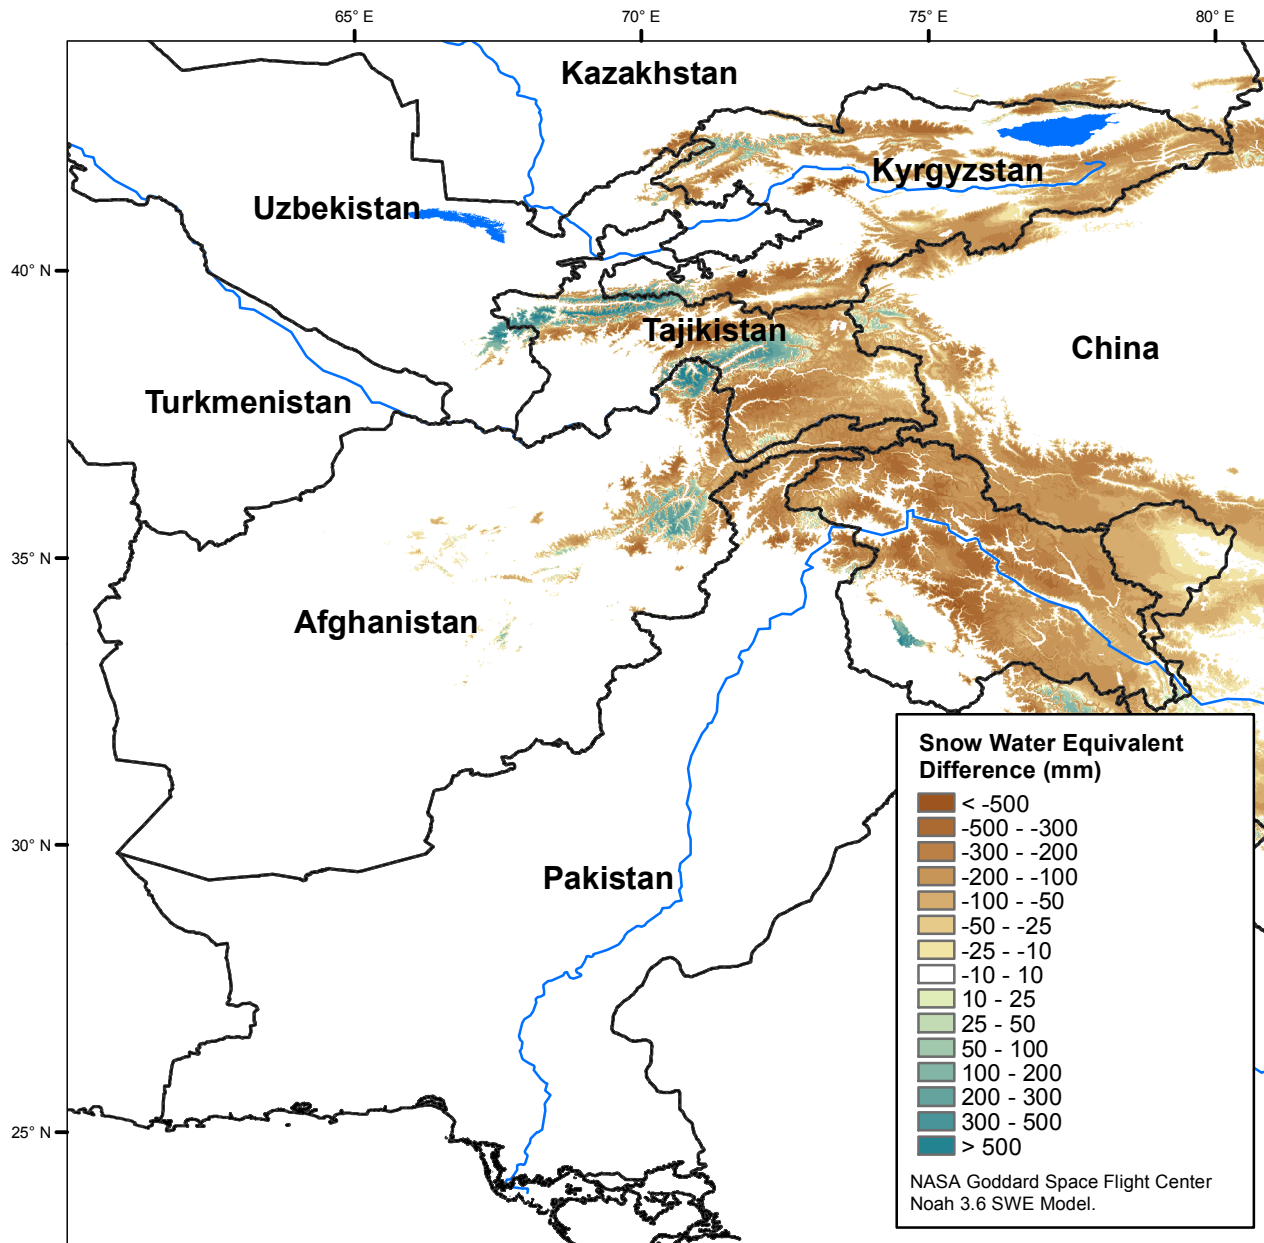 65° E
70° E
75° E
80° E
Kazakhstan
Kyrgyzstan
Uzbekistan
40° N
Tajikistan
China
Turkmenistan
35° N
Afghanistan
30° N
Pakistan
25° N
Snow Water Equivalent
Difference (mm)
< -500
-500 - -300
-300 - -200
-200 - -100
-100 - -50
-50 - -25
-25 - -10
-10 - 10
10 - 25
25 - 50
50 - 100
100 - 200
200 - 300
300 - 500
> 500
NASA Goddard Space Flight Center
Noah 3.6 SWE Model.